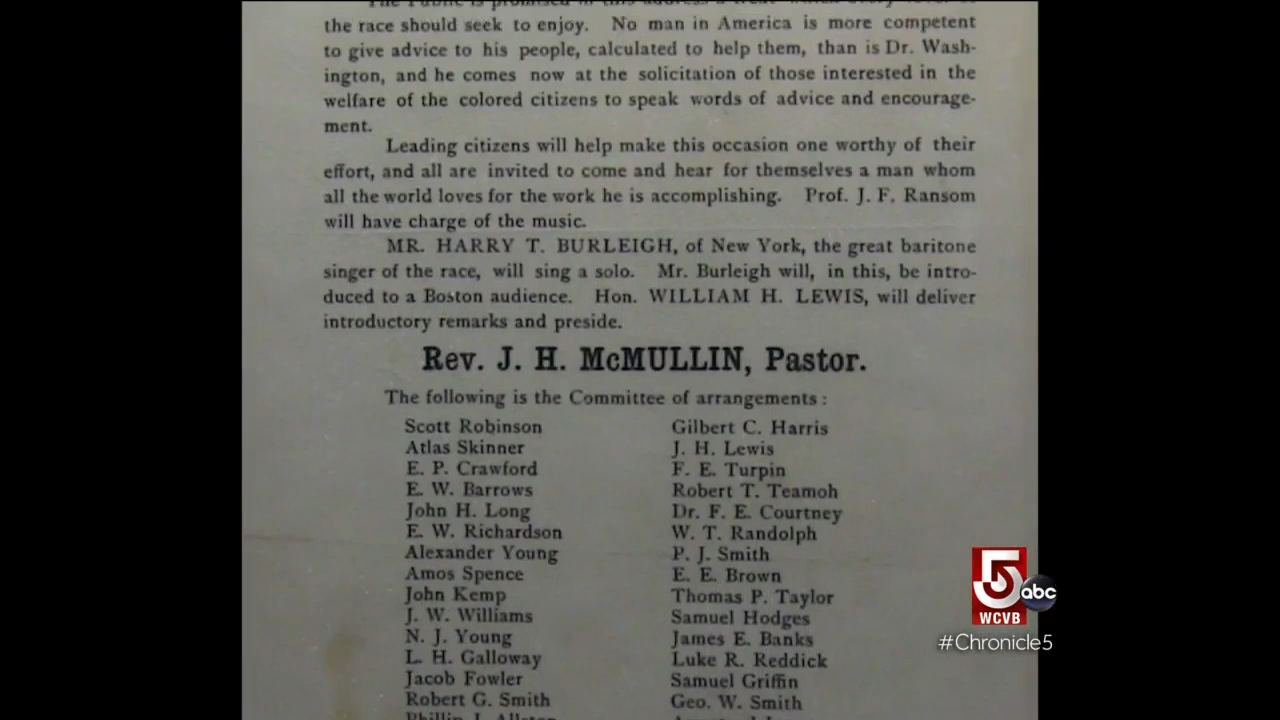 the race should seek to enjoy. No man in America is more competent
to give advice to his people, calculated to help them, than is Dr. Wash-
ington, and he comes now at the solicitation of those interested in the
welfare of the colored citizens to speak words of advice and encourage-
ment.
Leading citizens will help make this occasion one worthy of their
effort, and all are invited to come and hear for themselves a man whom
all the world loves for the work he is accomplishing. Prof. J. F. Ransom
will have charge of the music.
MR. HARRY T. BURLEIGH, of New York, the great baritone
singer of the race, will sing a solo. Mr. Burleigh will, in this, be intro-
duced to a Boston audience. Hon. WILLIAM H. LEWIS, will deliver
introductory remarks and preside.
Rev. J. H. McMULLIN, Pastor.
The following is the Committee of arrangements:
Scott Robinson
Atlas Skinner
E. P. Crawford
E. W. Barrows
John H. Long
E. W. Richardson
Alexander Young
Amos Spence
John Kemp
J. W. Williams
N. J. Young
L. H. Galloway
Jacob Fowler
Robert G. Smith
Gilbert C. Harris
J. H. Lewis
F. E. Turpin
Robert T. Teamoh
Dr. F. E. Courtney
W. T. Randolph
P. J. Smith
E. E. Brown
Thomas P. Taylor
Samuel Hodges
James E. Banks
Luke R. Reddick
Samuel Griffin
Geo. W. Smith
5
abc
WCVB
#Chronicle5